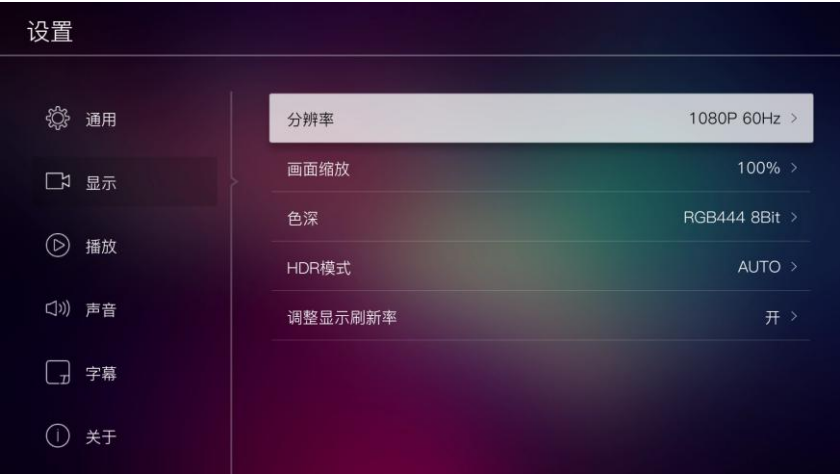 设置
通用
显示
播放
声音
字幕
关于
分辨率 1080P 60Hz
画面缩放 100%
色深 RGB444 8Bit
HDR模式 AUTO
调整显示刷新率 开